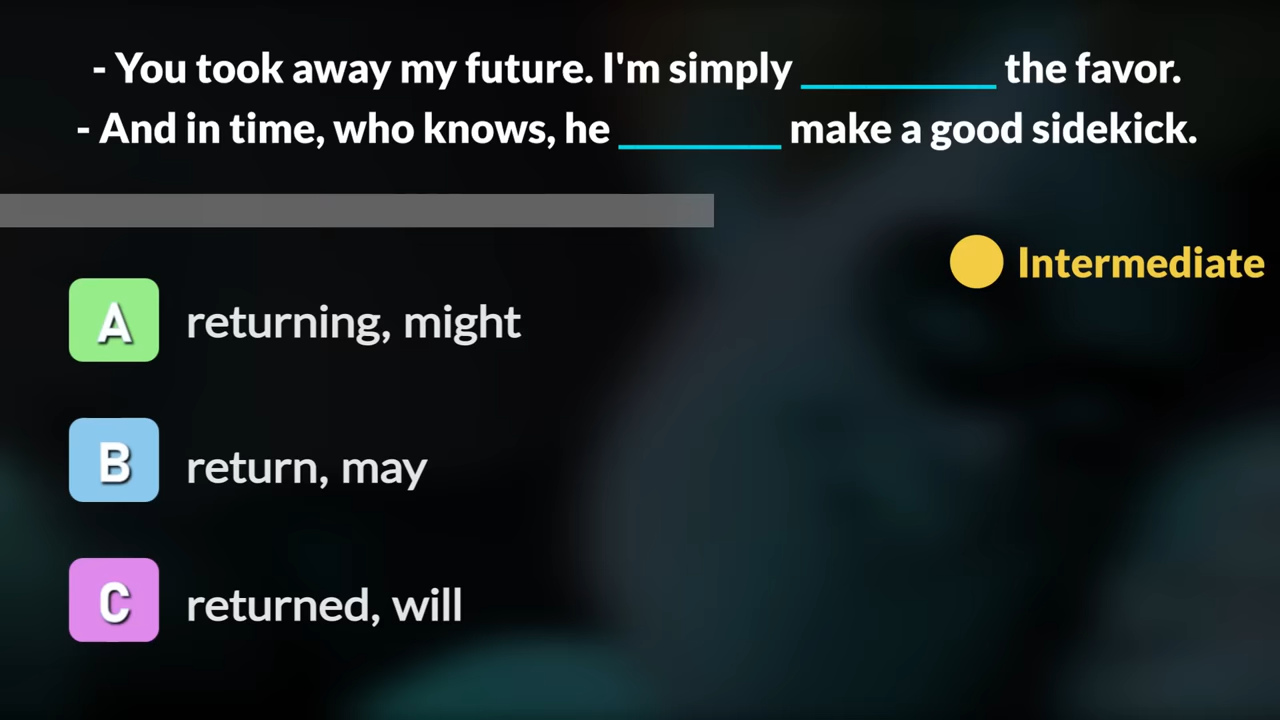 - You took away my future. I'm simply __________ the favor.
- And in time, who knows, he ________ make a good sidekick.
Intermediate
A returning, might
B return, may
C returned, will